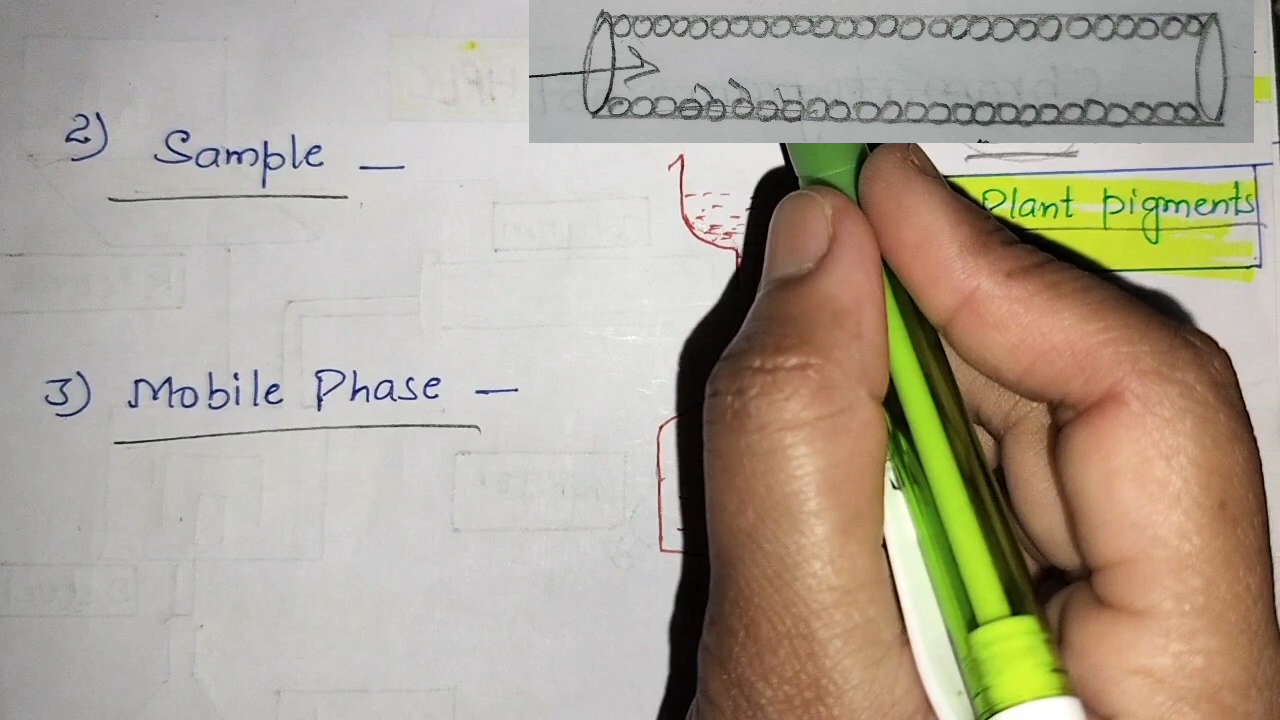 2) Sample –
Plant pigments
3) Mobile Phase –